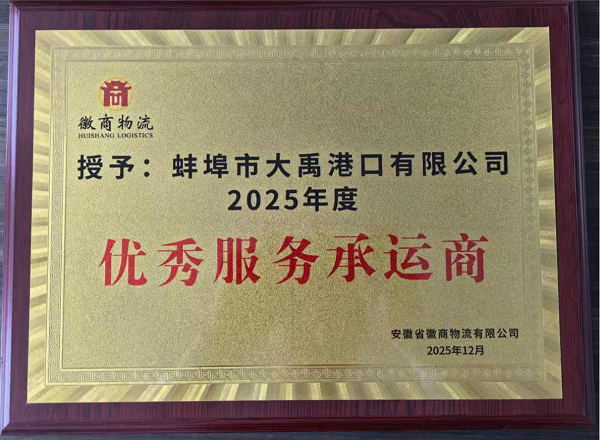 徽商物流
HUISHANG LOGISTICS
授予：蚌埠市大禹港口有限公司
2025年度
优秀服务承运商
安徽省徽商物流有限公司
2025年12月